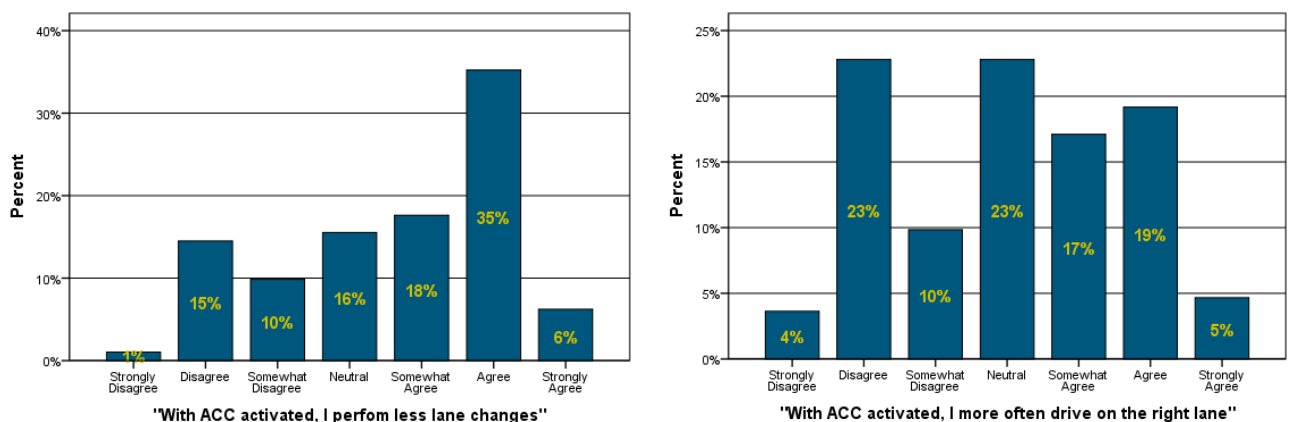 40%
30%
20%
10%
0%
Percent
1%
15%
10%
16%
18%
35%
6%
Strongly
Disagree
Disagree
Somewhat
Disagree
Neutral
Somewhat
Agree
Agree
Strongly
Agree
"With ACC activated, I perfom less lane changes"
25%
20%
15%
10%
5%
0%
Percent
4%
23%
10%
23%
17%
19%
5%
Strongly
Disagree
Disagree
Somewhat
Disagree
Neutral
Somewhat
Agree
Agree
Strongly
Agree
"With ACC activated, I more often drive on the right lane"